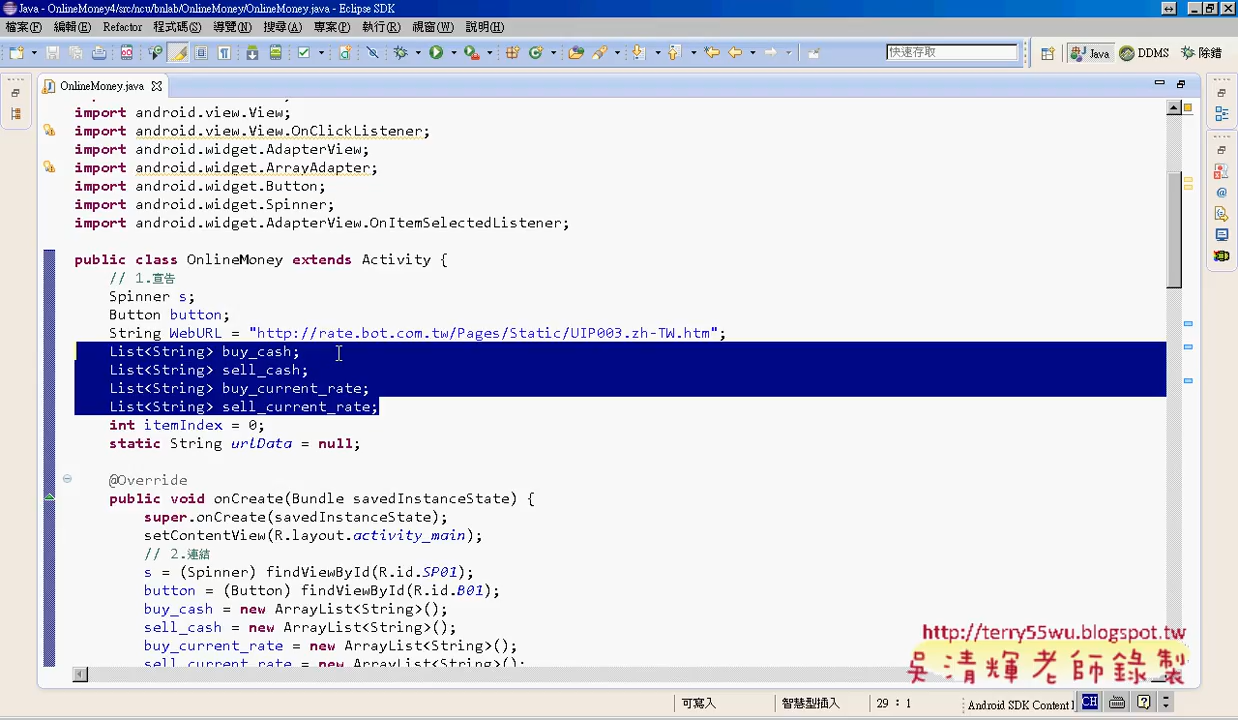 Java - OnlineMoney4/src/ncu/bnlab/OnlineMoney/OnlineMoney.java - Eclipse SDK
檔案(F) 編輯(E) Refactor 程式碼(S) 導覽(N) 搜尋(A) 專案(P) 執行(R) 視窗(W) 說明(H)
快速存取 Java DDMS 除錯
OnlineMoney.java
import android.view.View;
import android.view.View.OnClickListener;
import android.widget.AdapterView;
import android.widget.ArrayAdapter;
import android.widget.Button;
import android.widget.Spinner;
import android.widget.AdapterView.OnItemSelectedListener;
public class OnlineMoney extends Activity {
// 1.宣告
Spinner s;
Button button;
String WebURL = "http://rate.bot.com.tw/Pages/Static/UIP003.zh-TW.htm";
List<String> buy_cash;
List<String> sell_cash;
List<String> buy_current_rate;
List<String> sell_current_rate;
int itemIndex = 0;
static String urlData = null;
@Override
public void onCreate(Bundle savedInstanceState) {
super.onCreate(savedInstanceState);
setContentView(R.layout.activity_main);
// 2.連結
s = (Spinner) findViewById(R.id.SP01);
button = (Button) findViewById(R.id.B01);
buy_cash = new ArrayList<String>();
sell_cash = new ArrayList<String>();
buy_current_rate = new ArrayList<String>();
sell_current_rate = new ArrayList<String>();
http://terry55wu.blogspot.tw
吳清輝老師錄製
可寫入 智慧型插入 29 : 1 Android SDK Content l CH